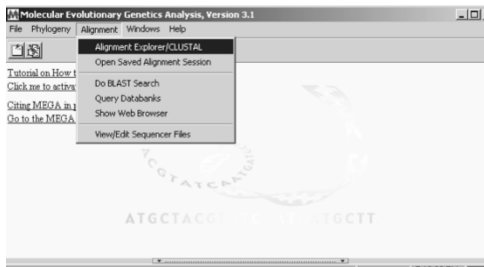 Molecular Evolutionary Genetics Analysis, Version 3.1
File Phylogeny Alignment Windows Help
Alignment Explorer/CLUSTAL
Open Saved Alignment Session
Do BLAST Search
Query Databanks
Show Web Browser
View/Edit Sequencer Files
Tutorial on How t
Click me to activa
Citing MEGA in p
Go to the MEGA